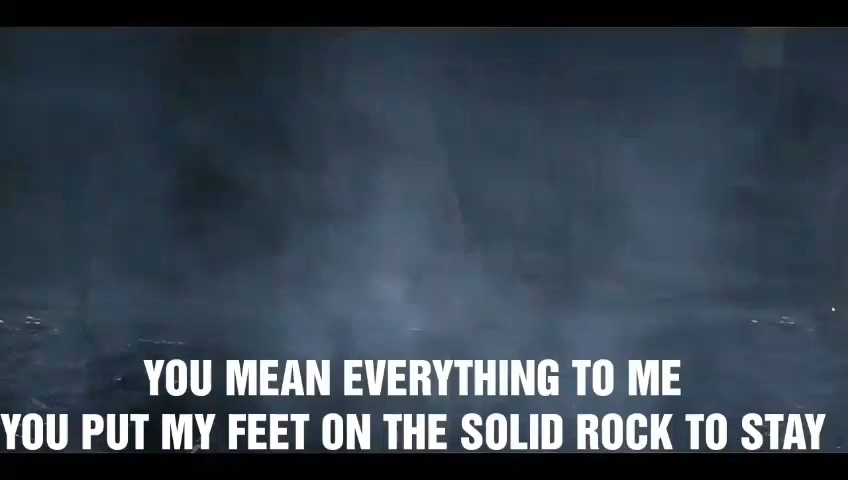 YOU MEAN EVERYTHING TO ME
YOU PUT MY FEET ON THE SOLID ROCK TO STAY